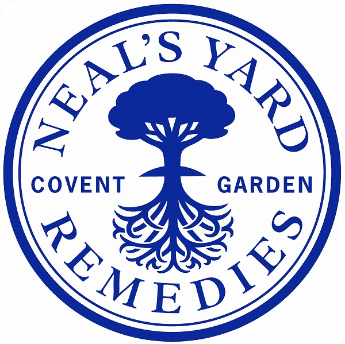 NEAL'S YARD
COVENT GARDEN
REMEDIES